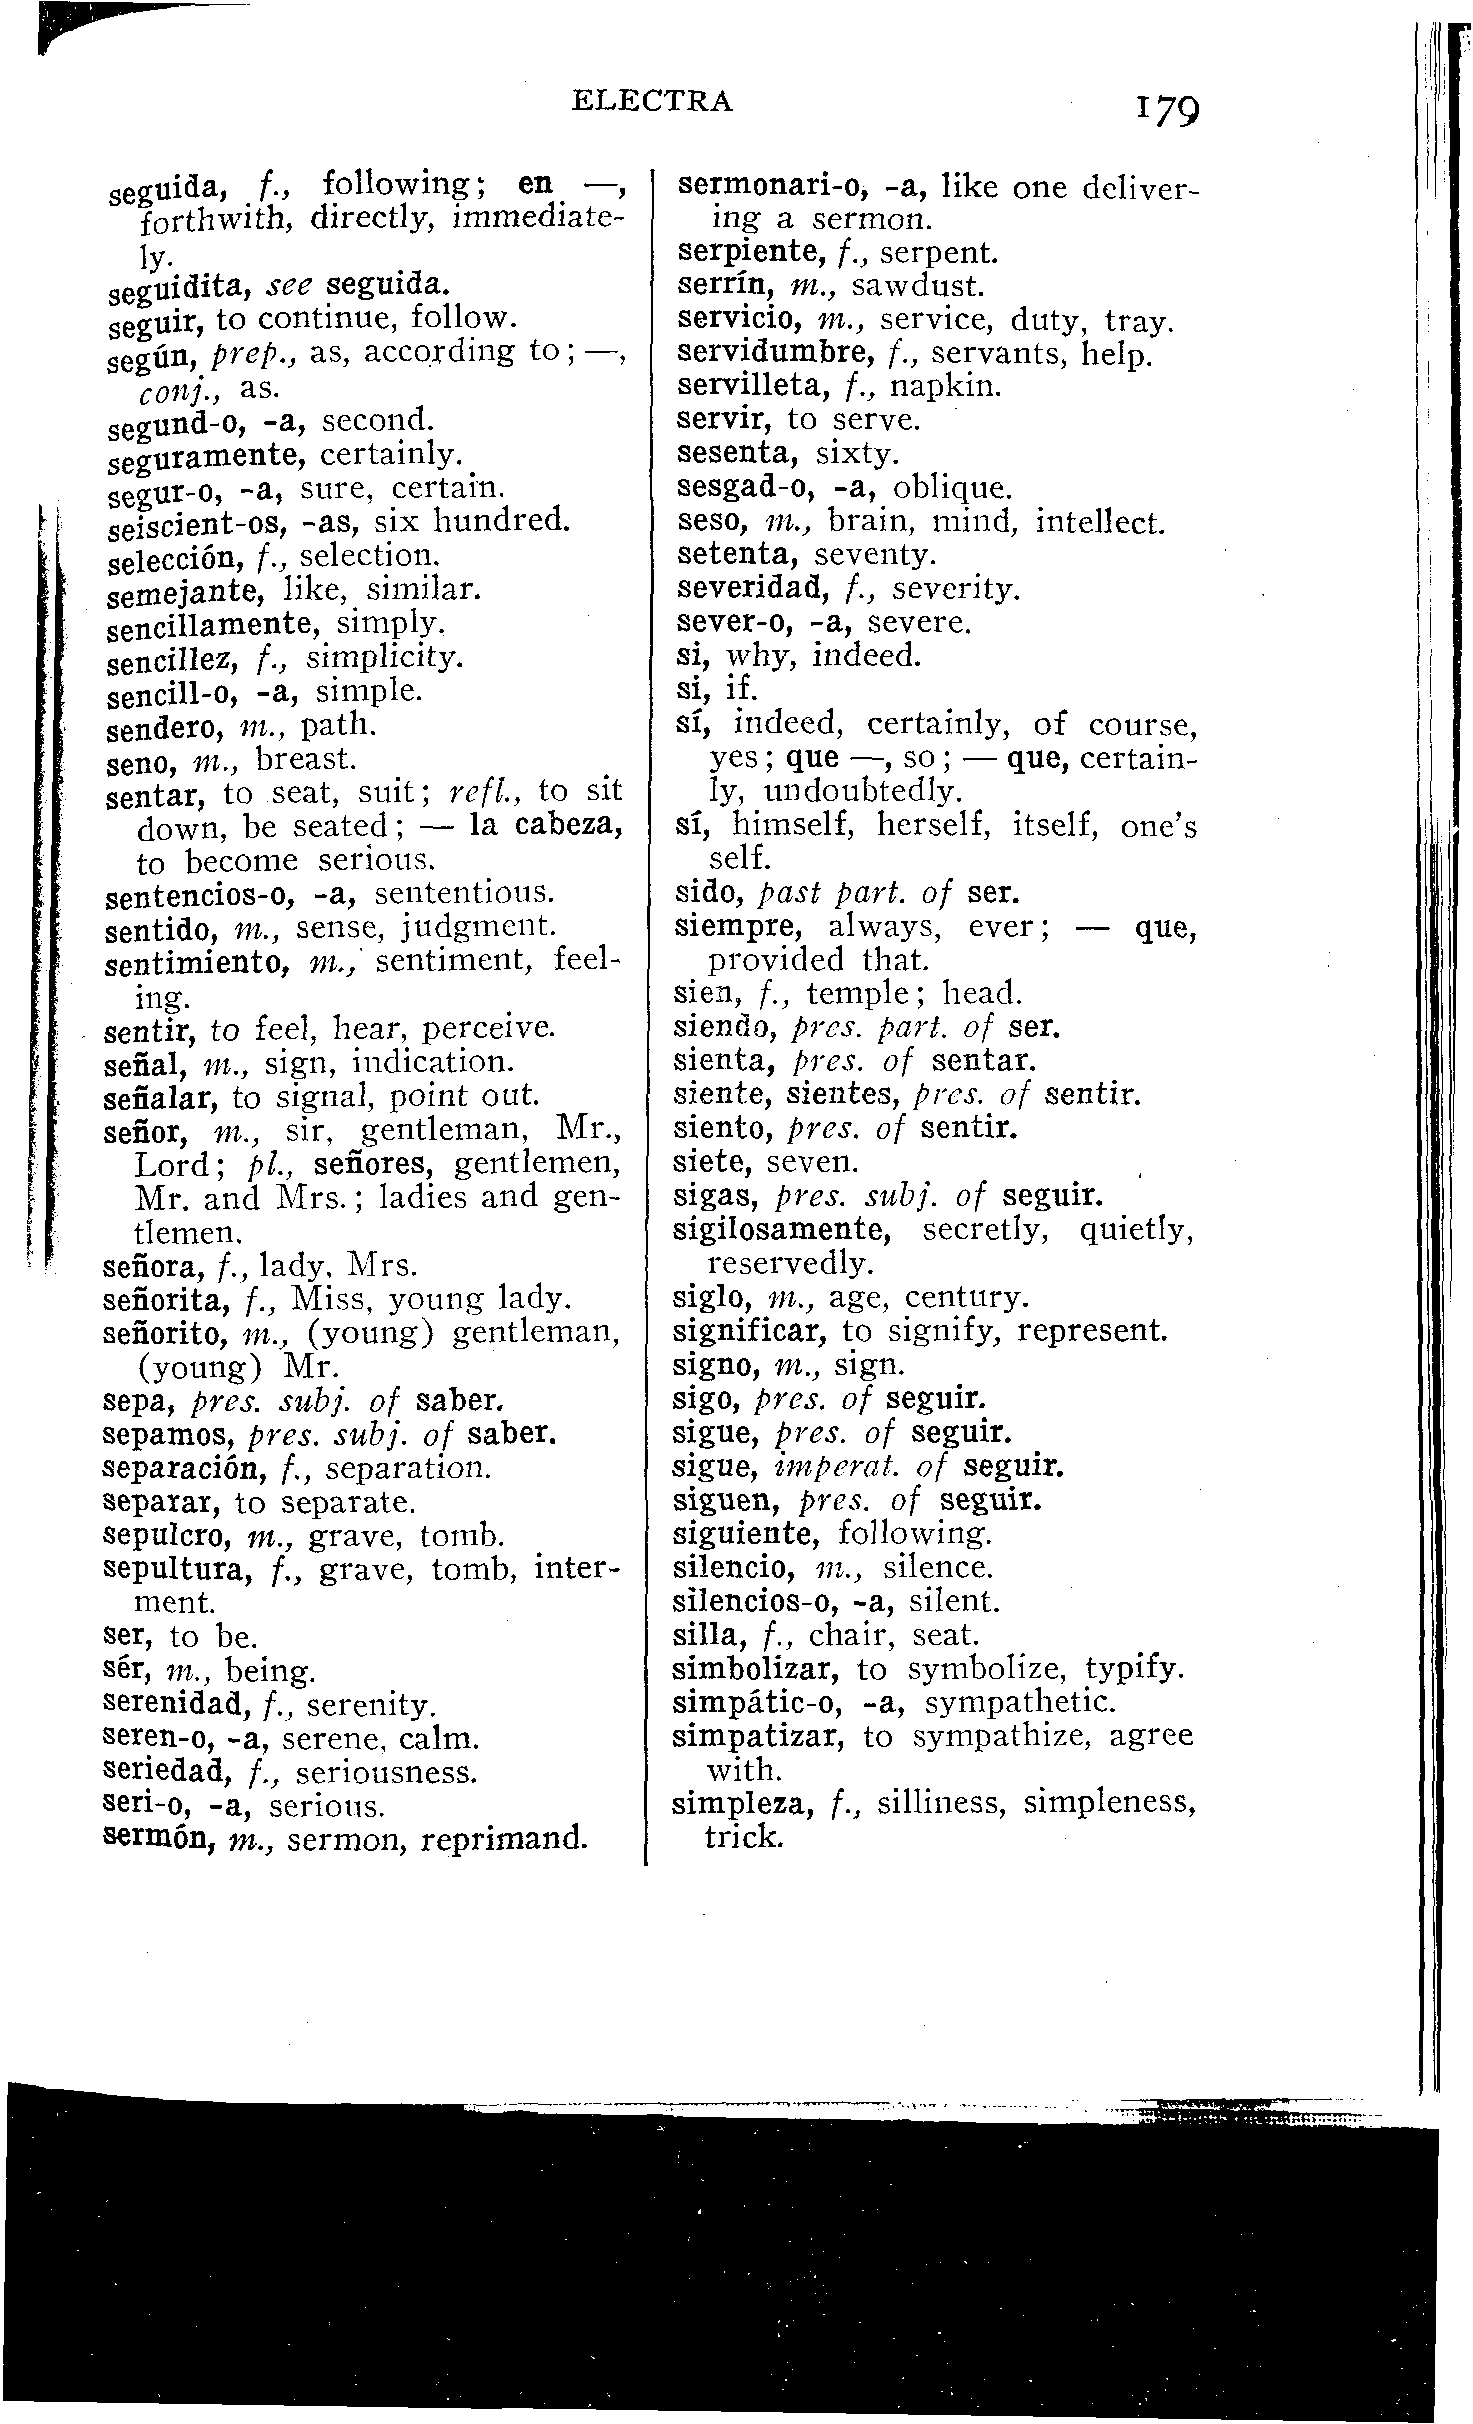 ELECTRA
179
seguida, f., following; en —,
forthwith, directly, immediate-
ly.
seguidita, see seguida.
seguir, to continue, follow.
según, prep., as, according to; —,
conj., as.
segund-o, -a, second.
seguramente, certainly.
segur-o, -a, sure, certain.
seiscient-os, -as, six hundred.
selección, f., selection.
semejante, like, similar.
sencillamente, simply.
sencillez, f., simplicity.
sencill-o, -a, simple.
sendero, m., path.
seno, m., breast.
sentar, to seat, suit; refl., to sit
down, be seated; — la cabeza,
to become serious.
sentencios-o, -a, sententious.
sentido, m., sense, judgment.
sentimiento, m., sentiment, feel-
ing.
sentir, to feel, hear, perceive.
señal, m., sign, indication.
señalar, to signal, point out.
señor, m., sir, gentleman, Mr.,
Lord; pl., señores, gentlemen,
Mr. and Mrs.; ladies and gen-
tlemen.
señora, f., lady, Mrs.
señorita, f., Miss, young lady.
señorito, m., (young) gentleman,
(young) Mr.
sepa, pres. subj. of saber.
sepamos, pres. subj. of saber.
separación, f., separation.
separar, to separate.
sepulcro, m., grave, tomb.
sepultura, f., grave, tomb, inter-
ment.
ser, to be.
sér, m., being.
serenidad, f., serenity.
seren-o, -a, serene, calm.
seriedad, f., seriousness.
seri-o, -a, serious.
sermón, m., sermon, reprimand.
sermonari-o, -a, like one deliver-
ing a sermon.
serpiente, f., serpent.
serrín, m., sawdust.
servicio, m., service, duty, tray.
servidumbre, f., servants, help.
servilleta, f., napkin.
servir, to serve.
sesenta, sixty.
sesgad-o, -a, oblique.
seso, m., brain, mind, intellect.
setenta, seventy.
severidad, f., severity.
sever-o, -a, severe.
si, why, indeed.
si, if.
sí, indeed, certainly, of course,
yes; que —, so; — que, certain-
ly, undoubtedly.
sí, himself, herself, itself, one's
self.
sido, past part. of ser.
siempre, always, ever; — que,
provided that.
sien, f., temple; head.
siendo, pres. part. of ser.
sienta, pres. of sentar.
siente, sientes, pres. of sentir.
siento, pres. of sentir.
siete, seven.
sigas, pres. subj. of seguir.
sigilosamente, secretly, quietly,
reservedly.
siglo, m., age, century.
significar, to signify, represent.
signo, m., sign.
sigo, pres. of seguir.
sigue, pres. of seguir.
sigue, imperat. of seguir.
siguen, pres. of seguir.
siguiente, following.
silencio, m., silence.
silencios-o, -a, silent.
silla, f., chair, seat.
simbolizar, to symbolize, typify.
simpátic-o, -a, sympathetic.
simpatizar, to sympathize, agree
with.
simpleza, f., silliness, simpleness,
trick.